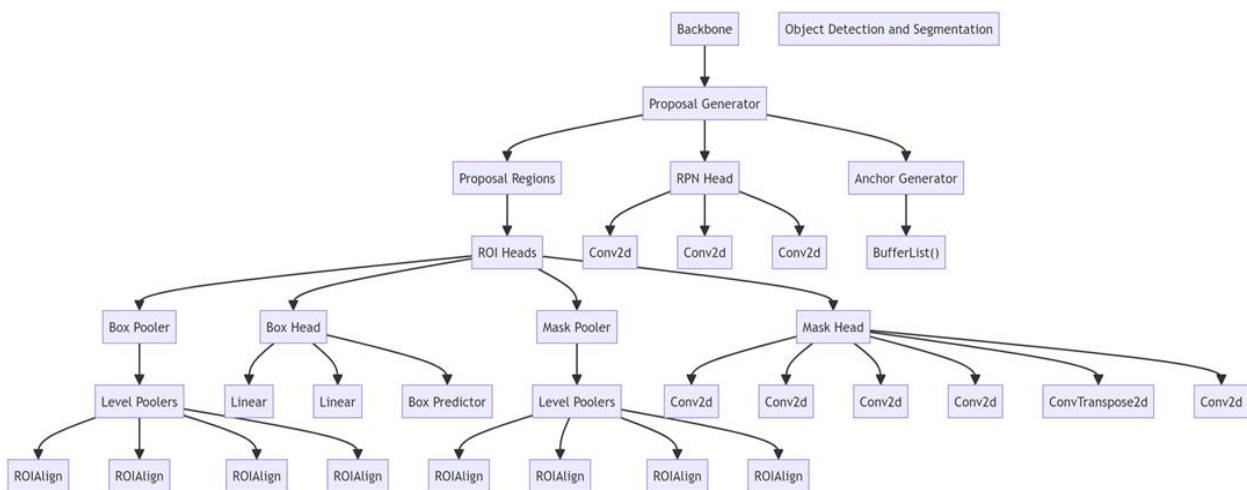 Backbone
Object Detection and Segmentation
Proposal Generator
Proposal Regions
RPN Head
Anchor Generator
ROI Heads
Conv2d
Conv2d
Conv2d
BufferList()
Box Pooler
Box Head
Mask Pooler
Mask Head
Level Poolers
Linear
Linear
Box Predictor
Level Poolers
Conv2d
Conv2d
Conv2d
Conv2d
ConvTranspose2d
Conv2d
ROIAlign
ROIAlign
ROIAlign
ROIAlign
ROIAlign
ROIAlign
ROIAlign
ROIAlign